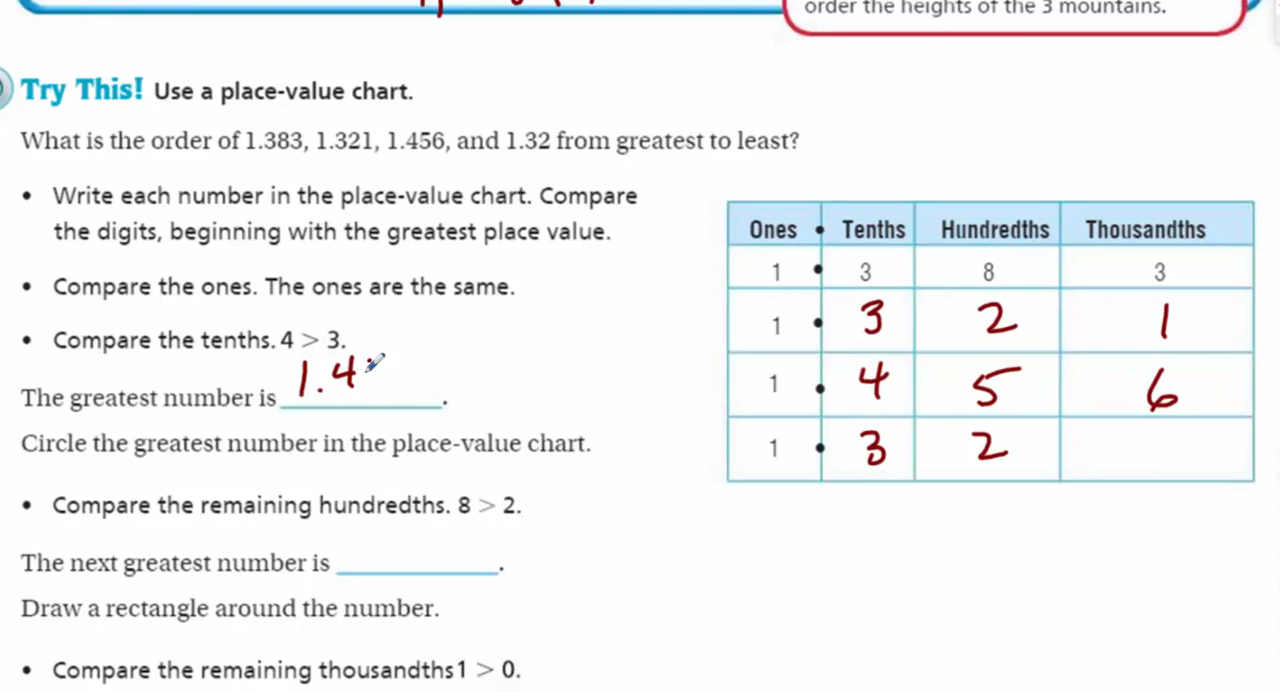 order the heights of the 3 mountains.
Try This! Use a place-value chart.
What is the order of 1.383, 1.321, 1.456, and 1.32 from greatest to least?
• Write each number in the place-value chart. Compare
the digits, beginning with the greatest place value.
• Compare the ones. The ones are the same.
• Compare the tenths. 4 > 3.
The greatest number is 1.4.
Circle the greatest number in the place-value chart.
• Compare the remaining hundredths. 8 > 2.
The next greatest number is ____________.
Draw a rectangle around the number.
• Compare the remaining thousandths1 > 0.
Ones • Tenths Hundredths Thousandths
1 • 3 8 3
1 • 3 2 1
1 • 4 5 6
1 • 3 2